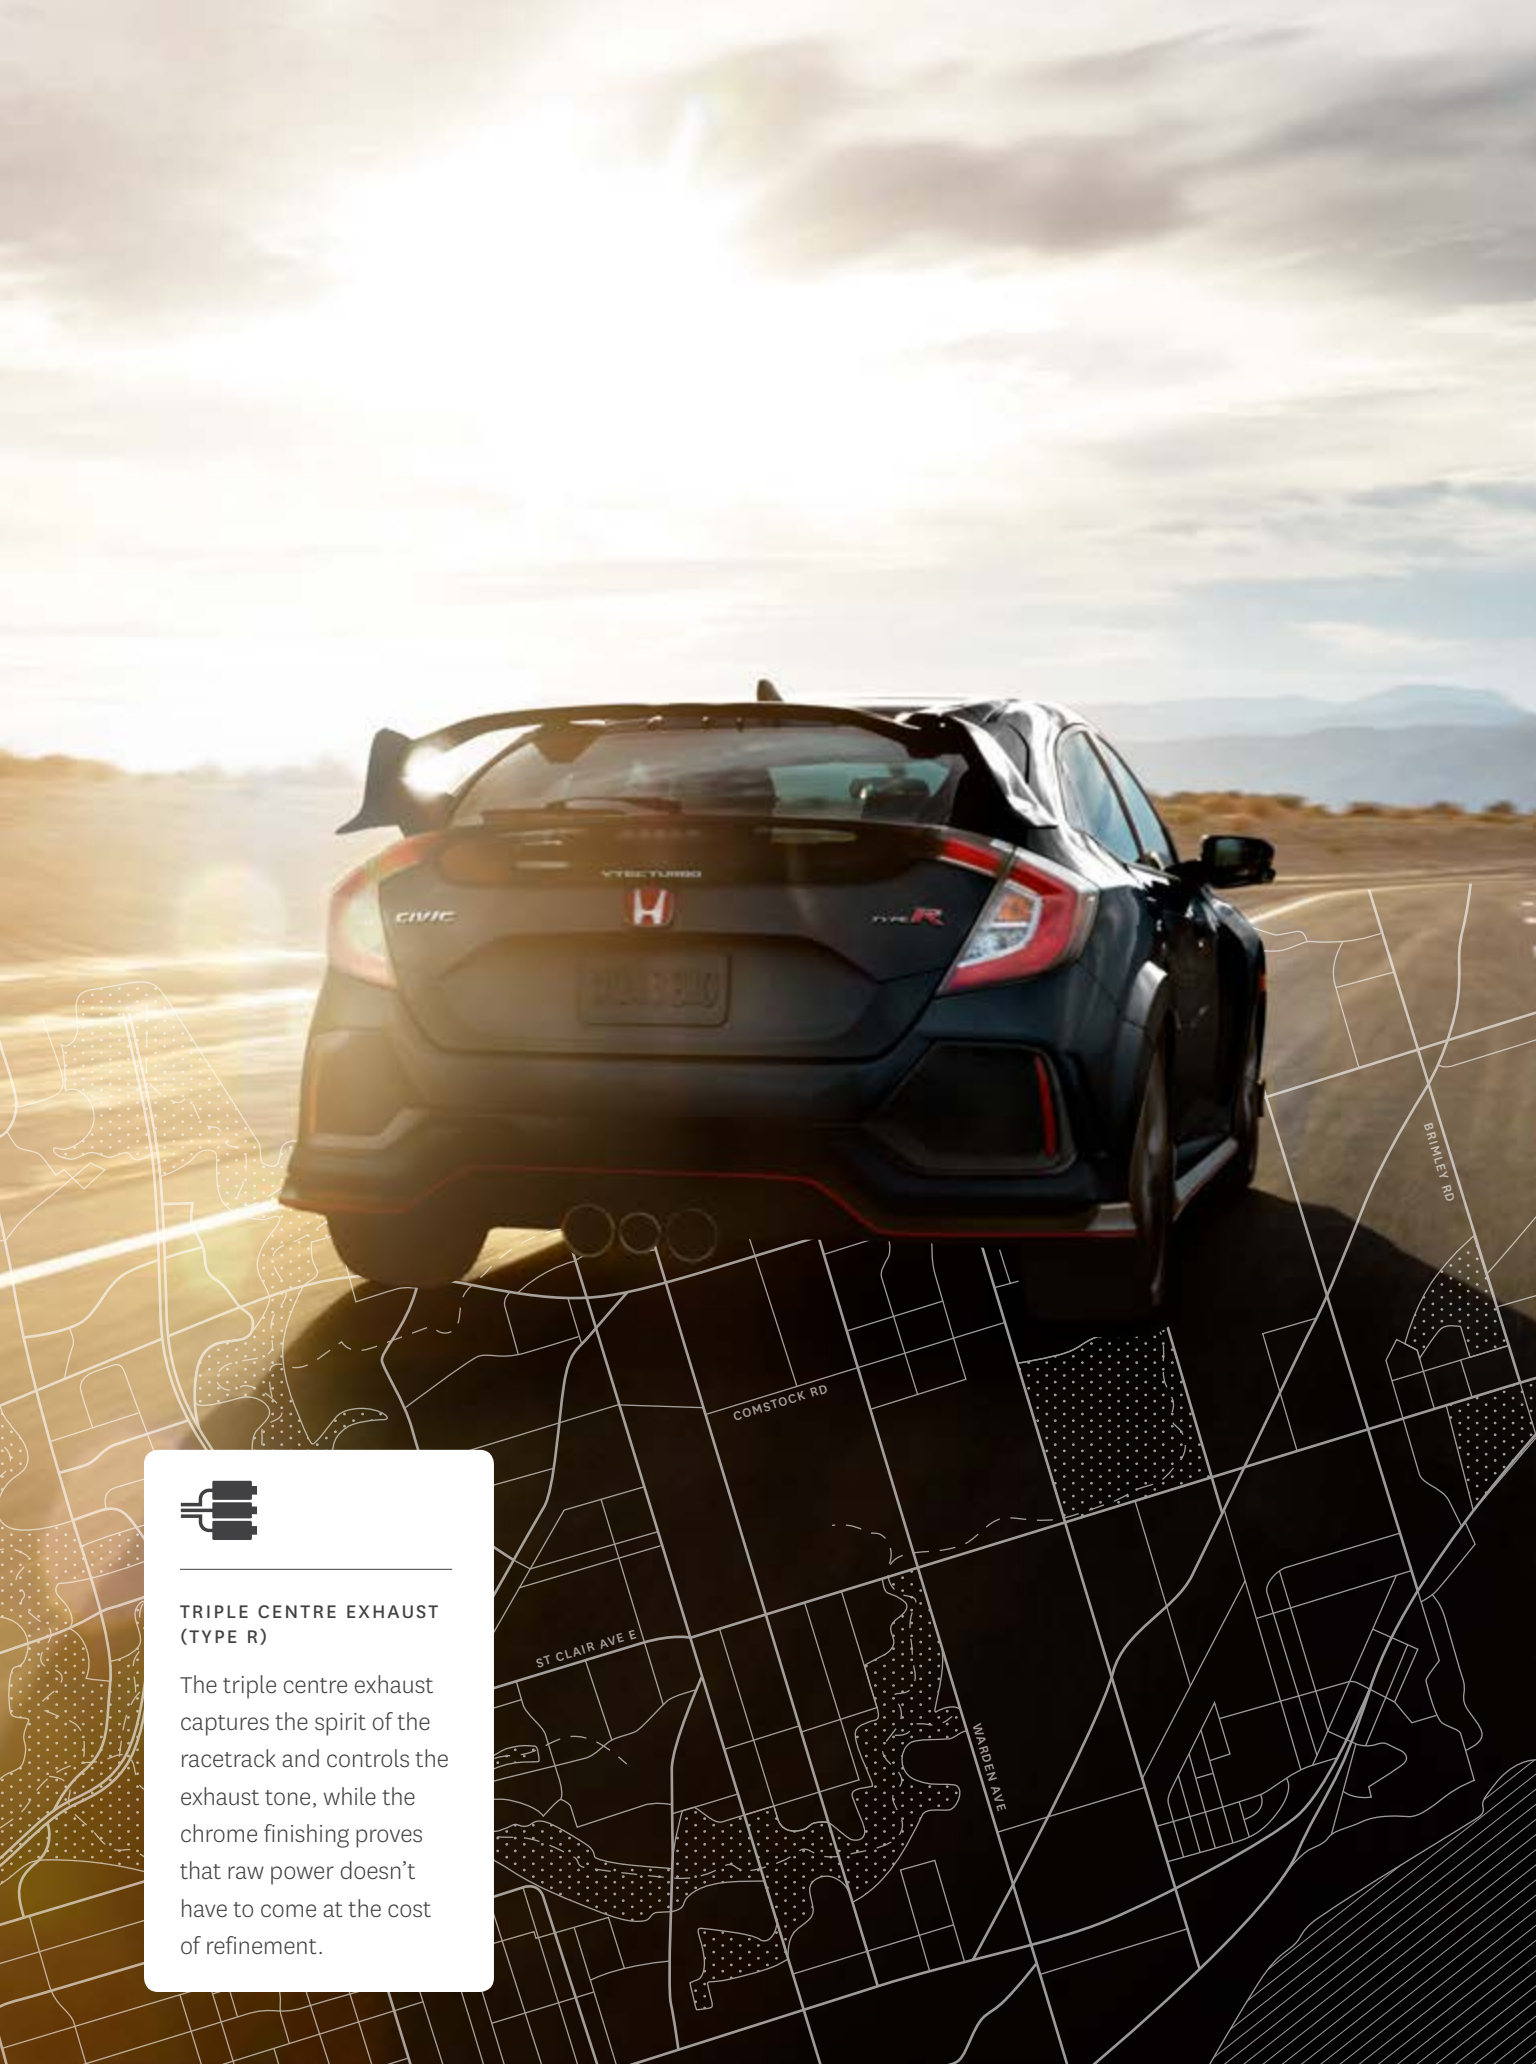 VTEC TURBO
CIVIC
TYPE R
BRIMLEY RD
COMSTOCK RD
TRIPLE CENTRE EXHAUST
(TYPE R)
The triple centre exhaust
captures the spirit of the
racetrack and controls the
exhaust tone, while the
chrome finishing proves
that raw power doesn’t
have to come at the cost
of refinement.
ST CLAIR AVE E
WARDEN AVE